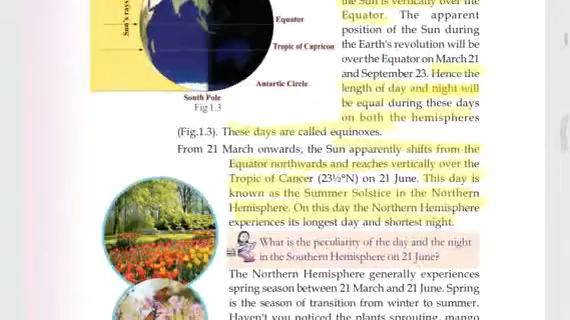 the Sun is vertically over the
Equator. The apparent
position of the Sun during
the Earth's revolution will be
over the Equator on March 21
and September 23. Hence the
length of day and night will
be equal during these days
on both the hemispheres
(Fig.1.3). These days are called equinoxes.
Sun's rays
Equator
Tropic of Capricon
Antartic Circle
South Pole
Fig 1.3
From 21 March onwards, the Sun apparently shifts from the
Equator northwards and reaches vertically over the
Tropic of Cancer (23½°N) on 21 June. This day is
known as the Summer Solstice in the Northern
Hemisphere. On this day the Northern Hemisphere
experiences its longest day and shortest night.
What is the peculiarity of the day and the night
in the Southern Hemisphere on 21 June?
The Northern Hemisphere generally experiences
spring season between 21 March and 21 June. Spring
is the season of transition from winter to summer.
Haven't you noticed the plants sprouting, mango